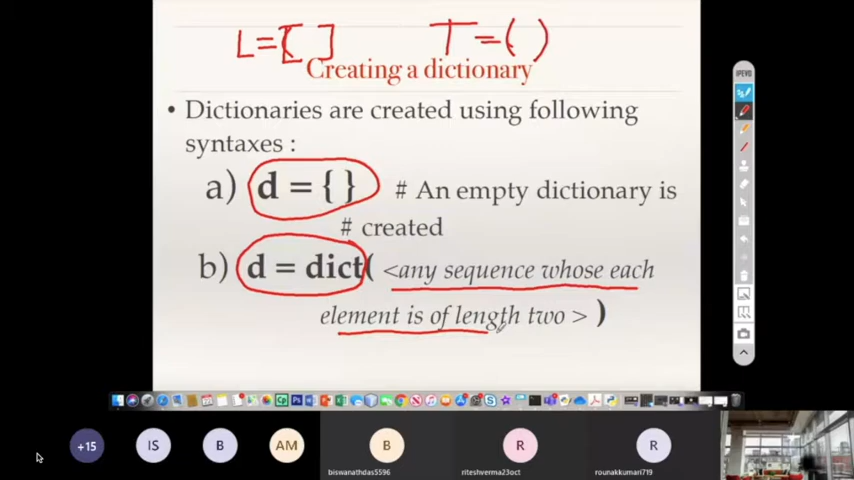 L=[ ] T=( )
Creating a dictionary
• Dictionaries are created using following
syntaxes :
a) d = { } # An empty dictionary is
# created
b) d = dict( <any sequence whose each
element is of length two > )
+15 IS B AM B R R
biswanathdas5596 riteshverma23oct rounakkumari719